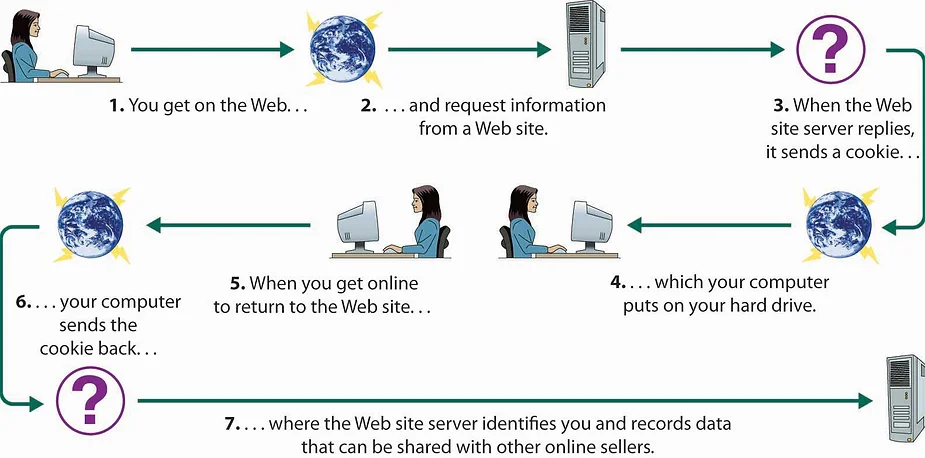 1. You get on the Web. . .
2. . . . and request information
from a Web site.
3. When the Web
site server replies,
it sends a cookie. . .
4. . . . which your computer
puts on your hard drive.
5. When you get online
to return to the Web site. . .
6. . . . your computer
sends the
cookie back. . .
7. . . . where the Web site server identifies you and records data
that can be shared with other online sellers.